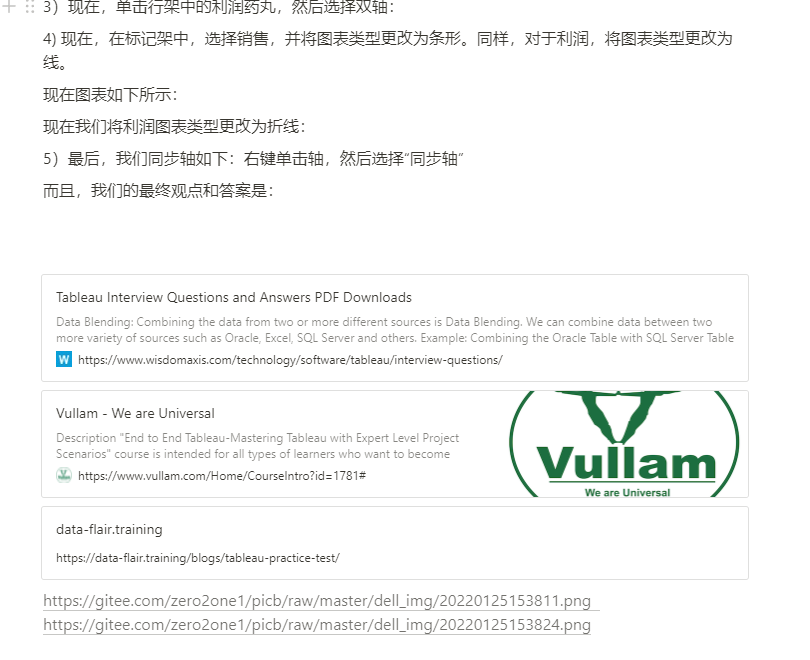 3）现在，单击行架中的利润药丸，然后选择双轴：
4) 现在，在标记架中，选择销售，并将图表类型更改为条形。同样，对于利润，将图表类型更改为
线。
现在图表如下所示：
现在我们将利润图表类型更改为折线：
5）最后，我们同步轴如下：右键单击轴，然后选择“同步轴”
而且，我们的最终观点和答案是：
Tableau Interview Questions and Answers PDF Downloads
Data Blending: Combining the data from two or more different sources is Data Blending. We can combine data between two
more variety of sources such as Oracle, Excel, SQL Server and others. Example: Combining the Oracle Table with SQL Server Table
W https://www.wisdomaxis.com/technology/software/tableau/interview-questions/
Vullam - We are Universal
Description "End to End Tableau-Mastering Tableau with Expert Level Project
Scenarios" course is intended for all types of learners who want to become
https://www.vullam.com/Home/CourseIntro?id=1781#
Vullam
We are Universal
data-flair.training
https://data-flair.training/blogs/tableau-practice-test/
https://gitee.com/zero2one1/picb/raw/master/dell_img/20220125153811.png
https://gitee.com/zero2one1/picb/raw/master/dell_img/20220125153824.png